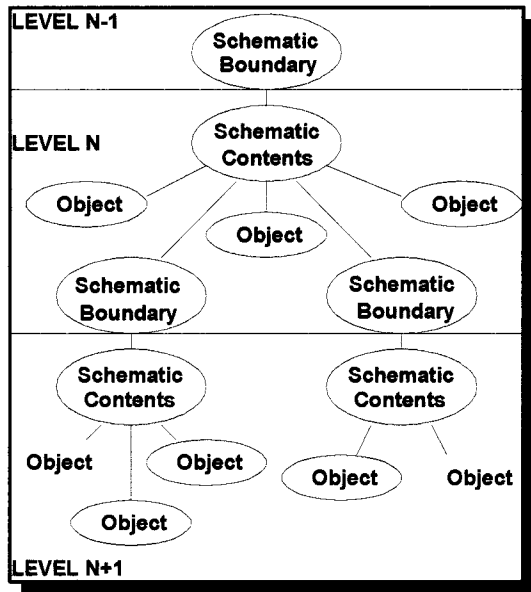 LEVEL N-1
Schematic
Boundary
LEVEL N
Schematic
Contents
Object
Object
Object
Schematic
Boundary
Schematic
Boundary
Schematic
Contents
Schematic
Contents
Object
Object
Object
Object
Object
LEVEL N+1